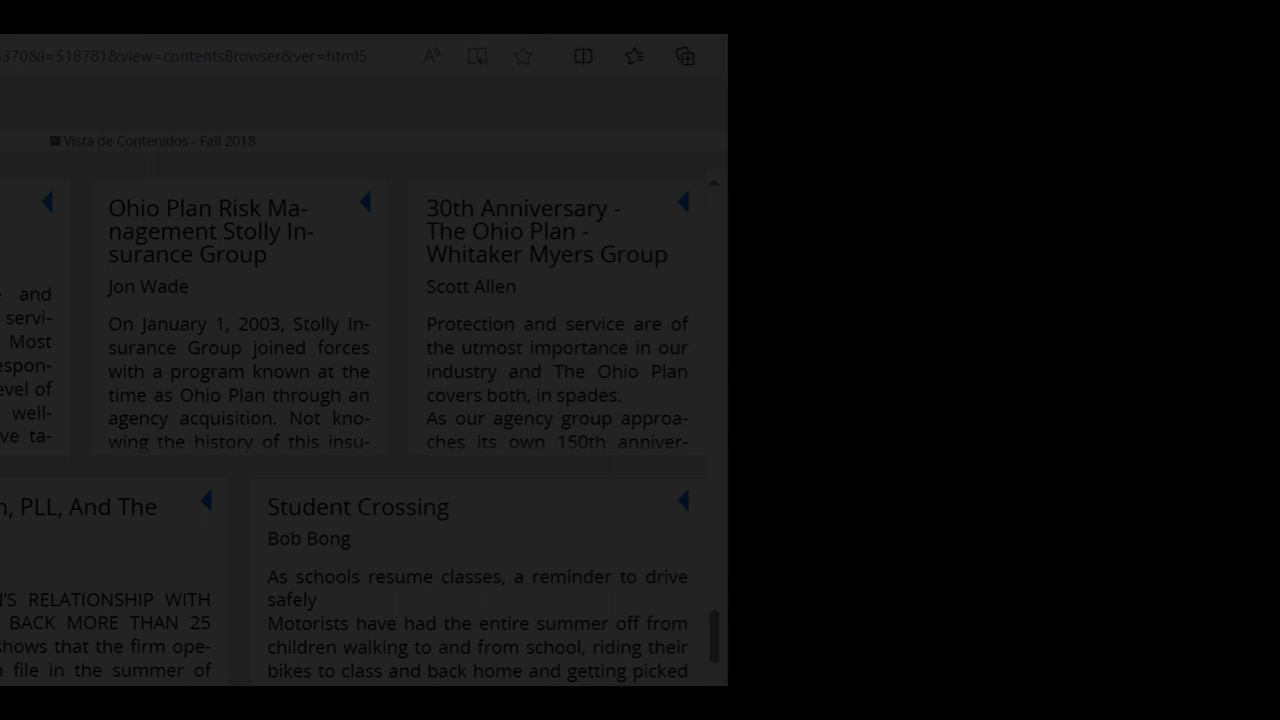 370&i=518781&view=contentsBrowser&ver=html5
Vista de Contenidos - Fall 2018
and
servi-
Most
espon-
evel of
well-
ve ta-
Ohio Plan Risk Ma-
nagement Stolly In-
surance Group
Jon Wade
On January 1, 2003, Stolly In-
surance Group joined forces
with a program known at the
time as Ohio Plan through an
agency acquisition. Not kno-
wing the history of this insu-
30th Anniversary -
The Ohio Plan -
Whitaker Myers Group
Scott Allen
Protection and service are of
the utmost importance in our
industry and The Ohio Plan
covers both, in spades.
As our agency group approa-
ches its own 150th anniver-
, PLL, And The
'S RELATIONSHIP WITH
BACK MORE THAN 25
shows that the firm ope-
file in the summer of
Student Crossing
Bob Bong
As schools resume classes, a reminder to drive
safely
Motorists have had the entire summer off from
children walking to and from school, riding their
bikes to class and back home and getting picked